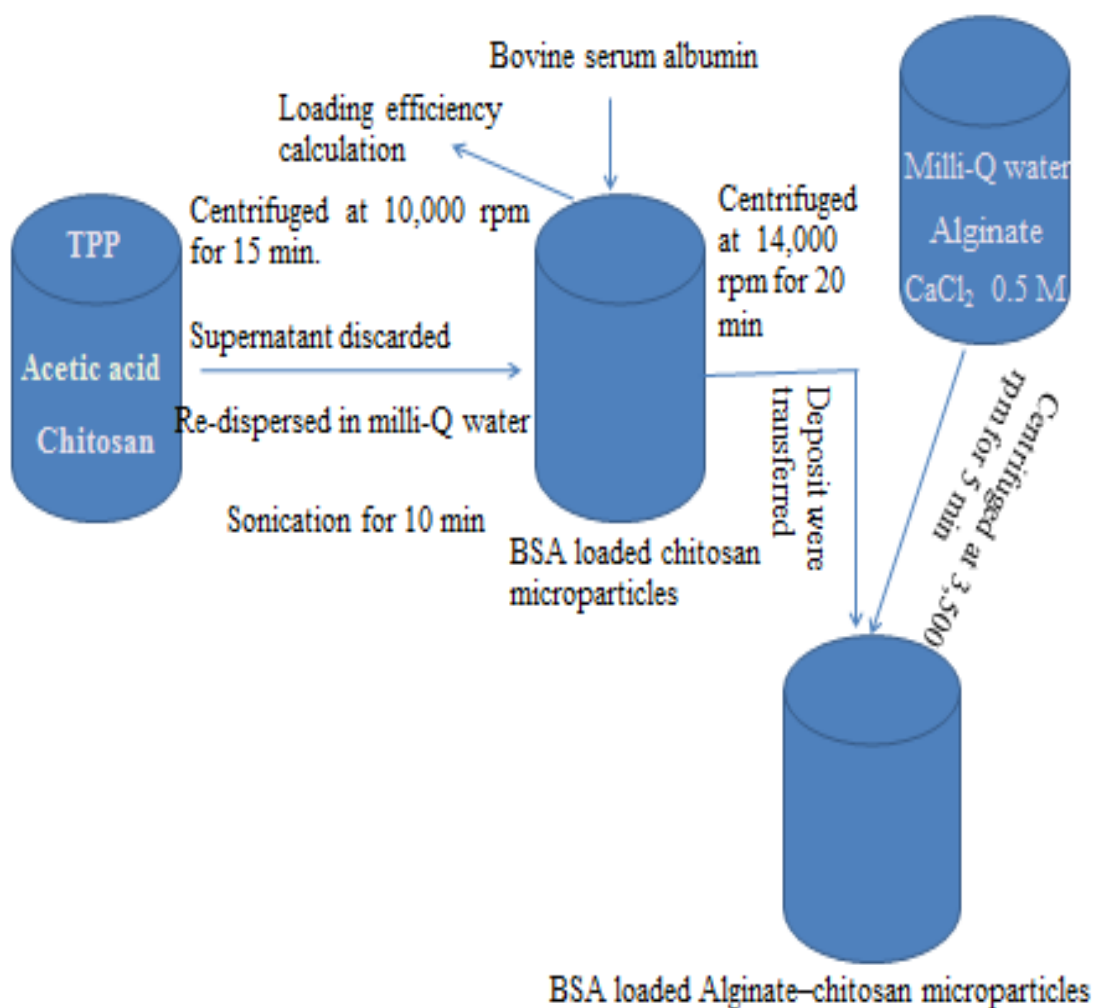 Bovine serum albumin
Loading efficiency
calculation
Centrifuged at 10,000 rpm
for 15 min.
TPP
Acetic acid
Chitosan
Supernatant discarded
Re-dispersed in milli-Q water
Sonication for 10 min
BSA loaded chitosan
microparticles
Centrifuged
at 14,000
rpm for 20
min
Milli-Q water
Alginate
CaCl₂ 0.5 M
Deposit were
transferred
Centrifuged at 3,500
rpm for 5 min
BSA loaded Alginate–chitosan microparticles